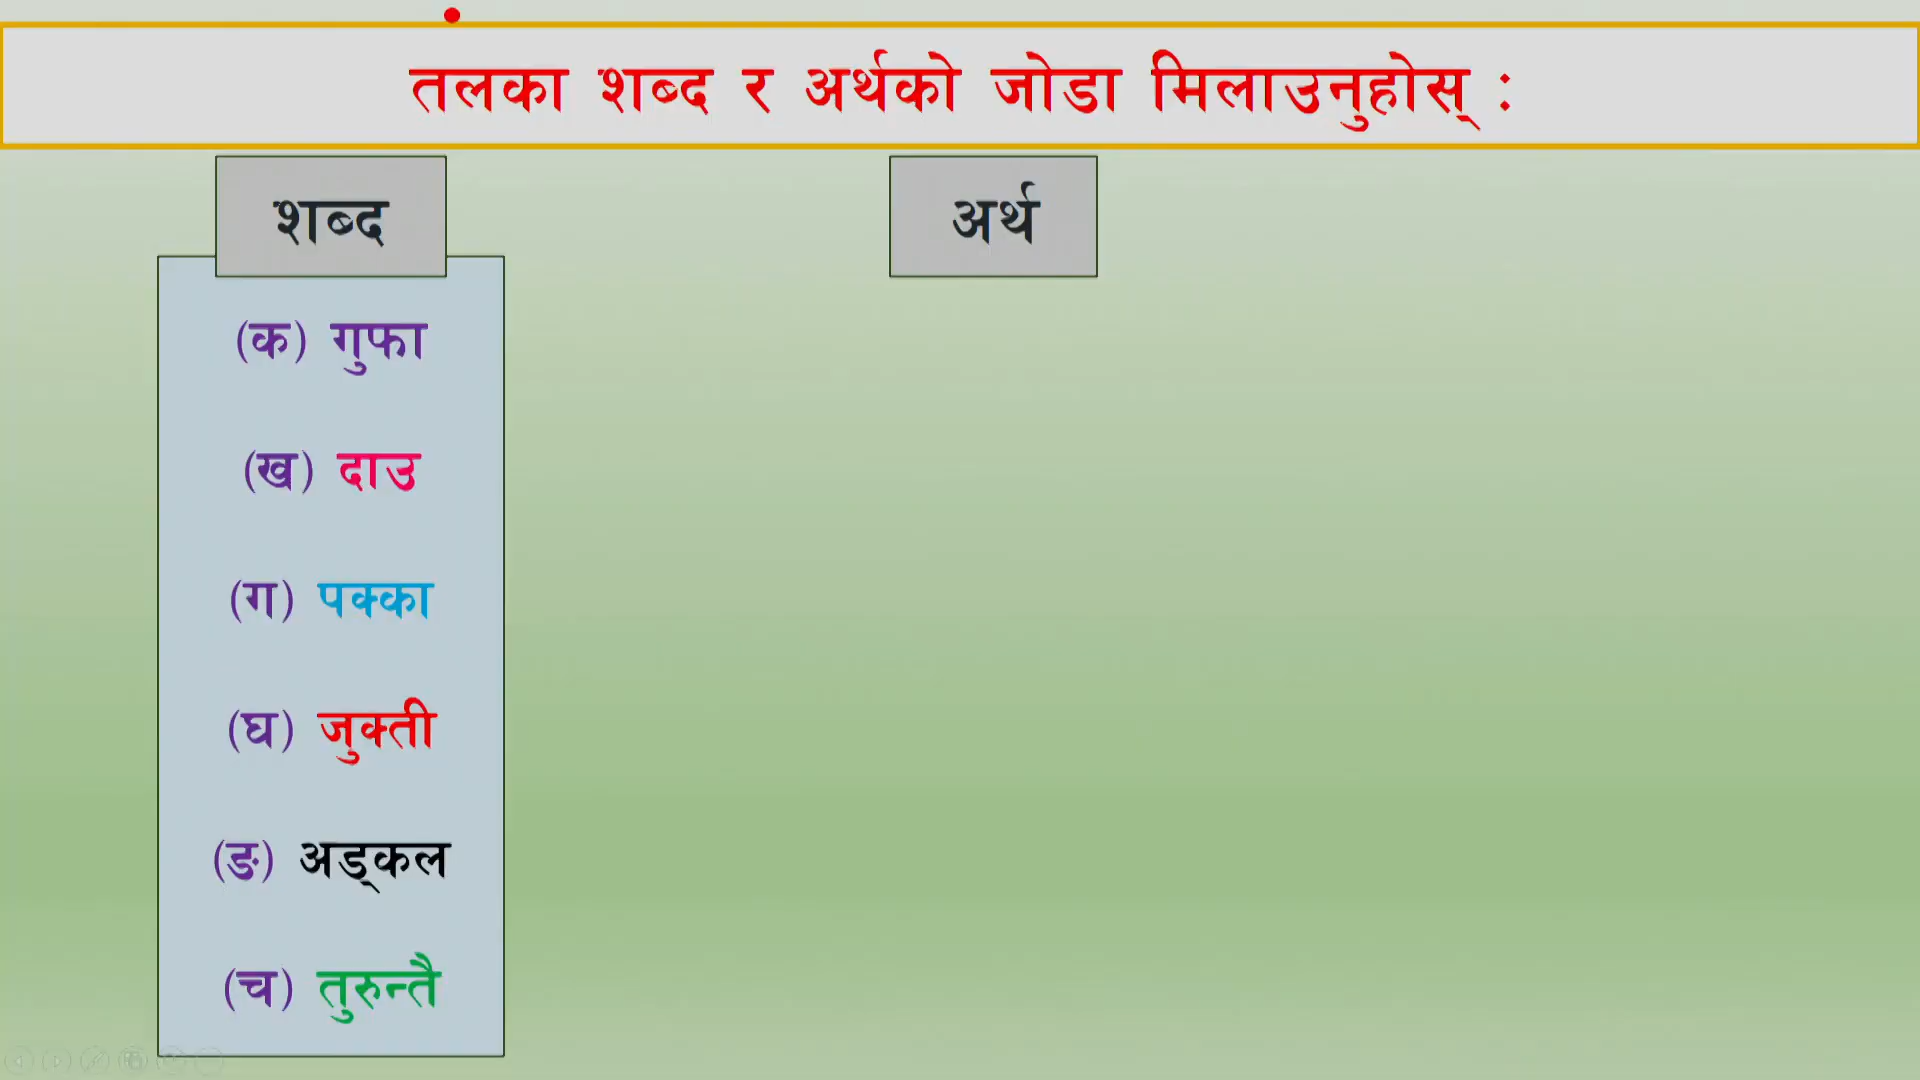 तलका शब्द र अर्थको जोडा मिलाउनुहोस् :
शब्द
अर्थ
(क) गुफा
(ख) दाउ
(ग) पक्का
(घ) जुक्ती
(ङ) अड्कल
(च) तुरुन्तै